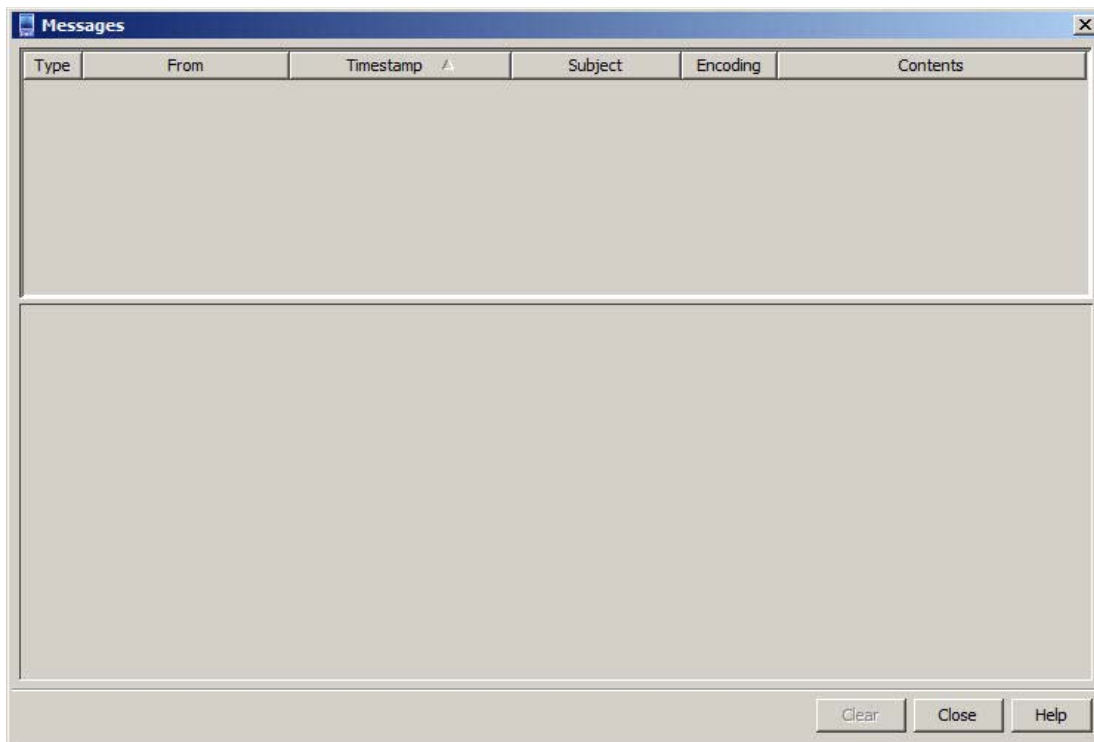 Messages
Type From Timestamp Subject Encoding Contents
Clear Close Help